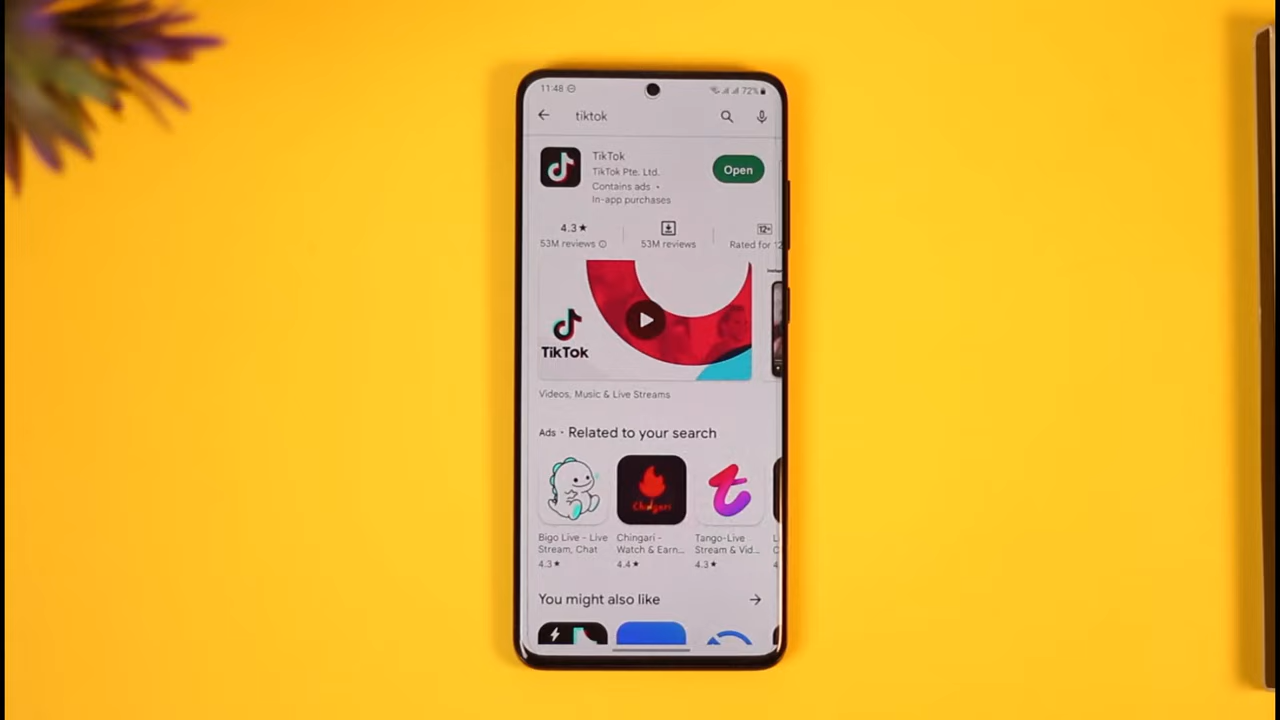 11:48
72%
tiktok
TikTok
TikTok Pte. Ltd.
Contains ads •
In-app purchases
Open
4.3★
53M reviews
53M reviews
12+
Rated for 12
TikTok
Videos, Music & Live Streams
Ads • Related to your search
Chingari
Bigo Live - Live
Stream, Chat
4.3★
Chingari -
Watch & Earn...
4.4★
Tango-Live
Stream & Vid...
4.3★
You might also like